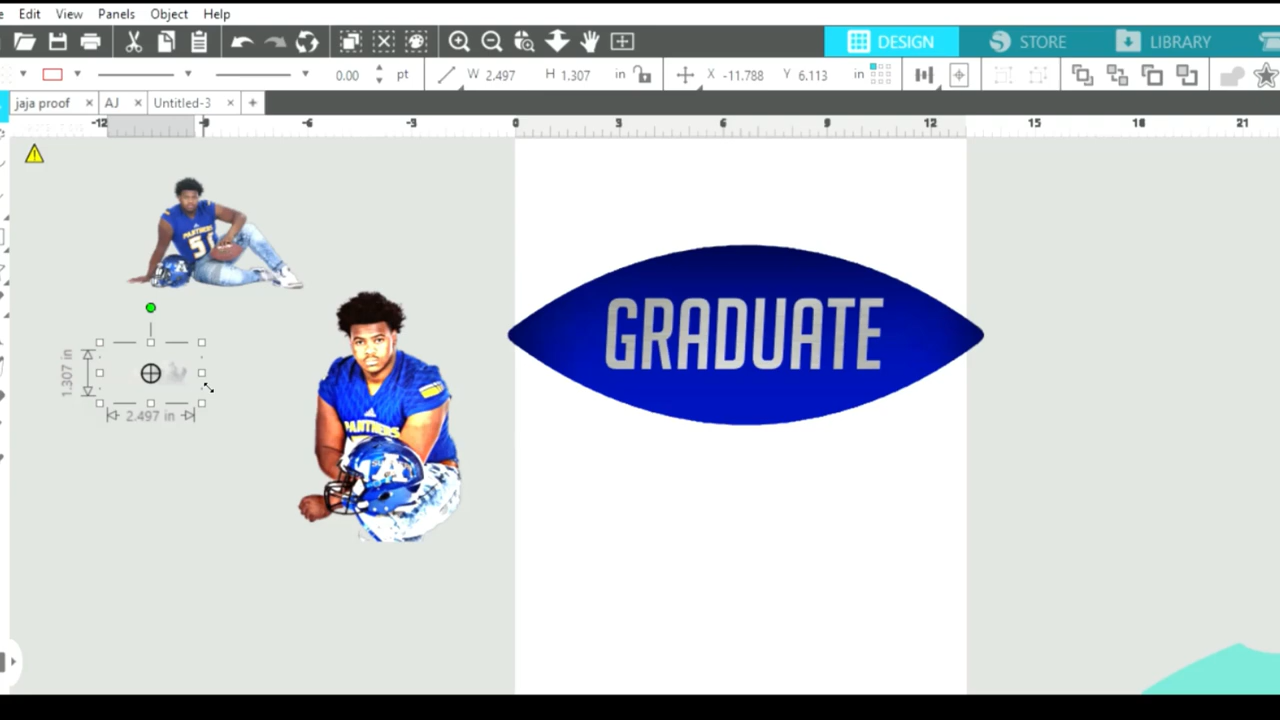 Edit View Panels Object Help
DESIGN STORE LIBRARY
0.00 pt W 2.497 H 1.307 in X -11.788 Y 6.113 in
jaja proof AJ Untitled-3
-12 -9 -6 -3 0 3 6 9 12 15 18 21
PANTHERS
GRADUATE
1.307 in
2.497 in
PANTHERS
A